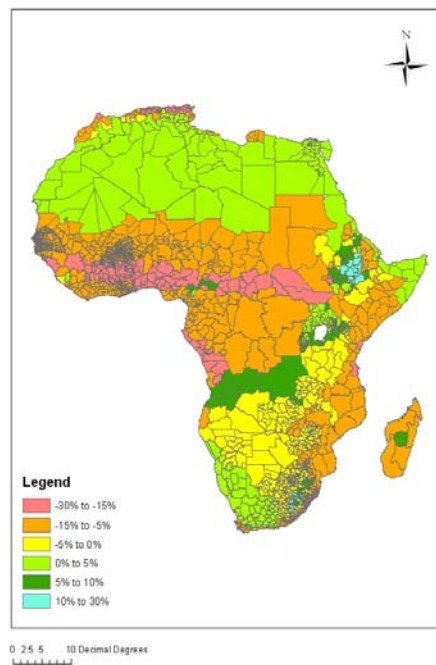 N
Legend
-30% to -15%
-15% to -5%
-5% to 0%
0% to 5%
5% to 10%
10% to 30%
0 2.5 5 10 Decimal Degrees